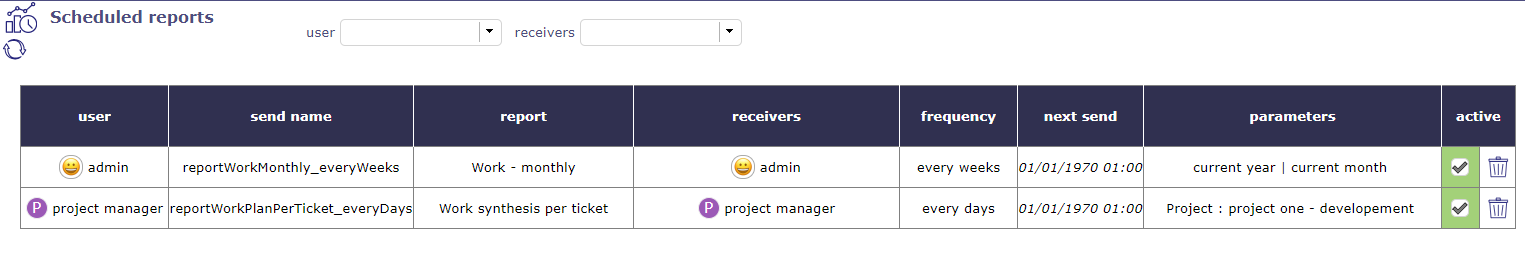 Scheduled reports
user receivers
user send name report receivers frequency next send parameters active
admin reportWorkMonthly_everyWeeks Work - monthly admin every weeks 01/01/1970 01:00 current year | current month
P project manager reportWorkPlanPerTicket_everyDays Work synthesis per ticket P project manager every days 01/01/1970 01:00 Project : project one - developement